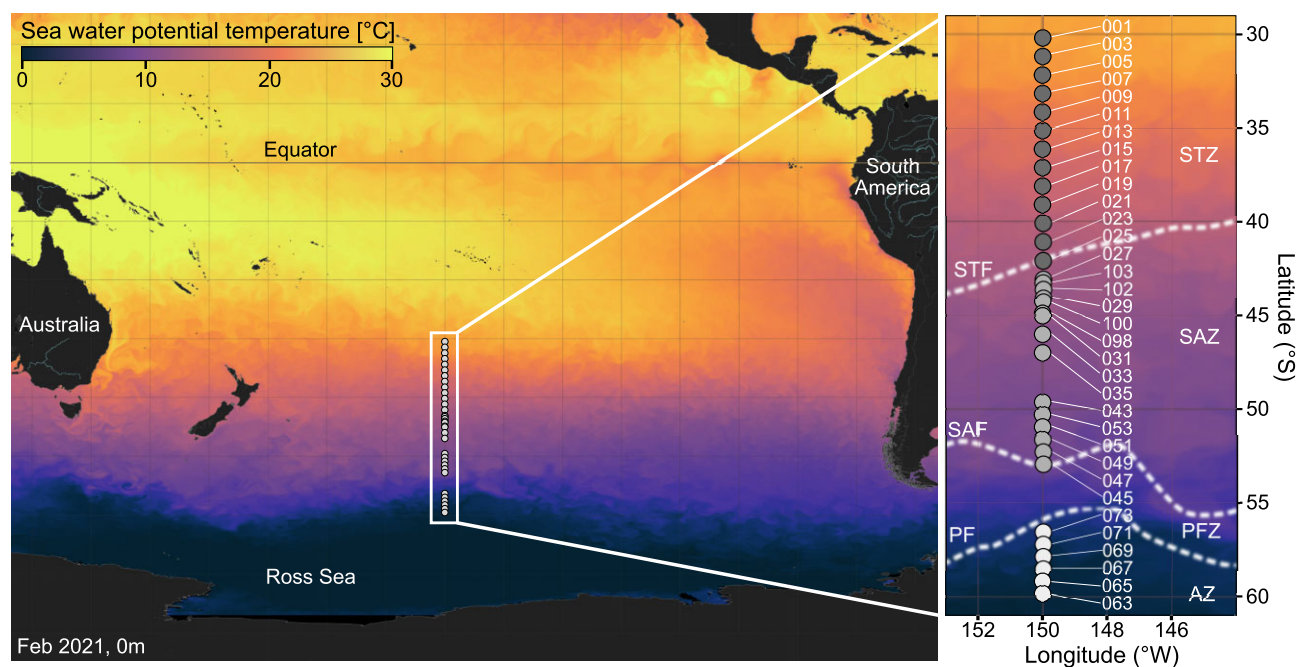 Sea water potential temperature [°C]
0 10 20 30
Equator
South
America
Australia
Ross Sea
Feb 2021, 0m
001
003
005
007
009
011
013
015
017
019
021
023
025
027
103
102
029
100
098
031
033
035
043
053
051
049
047
045
073
071
069
067
065
063
STZ
STF
SAZ
SAF
PF
PFZ
AZ
30
35
40
45
50
55
60
Latitude (°S)
152 150 148 146
Longitude (°W)